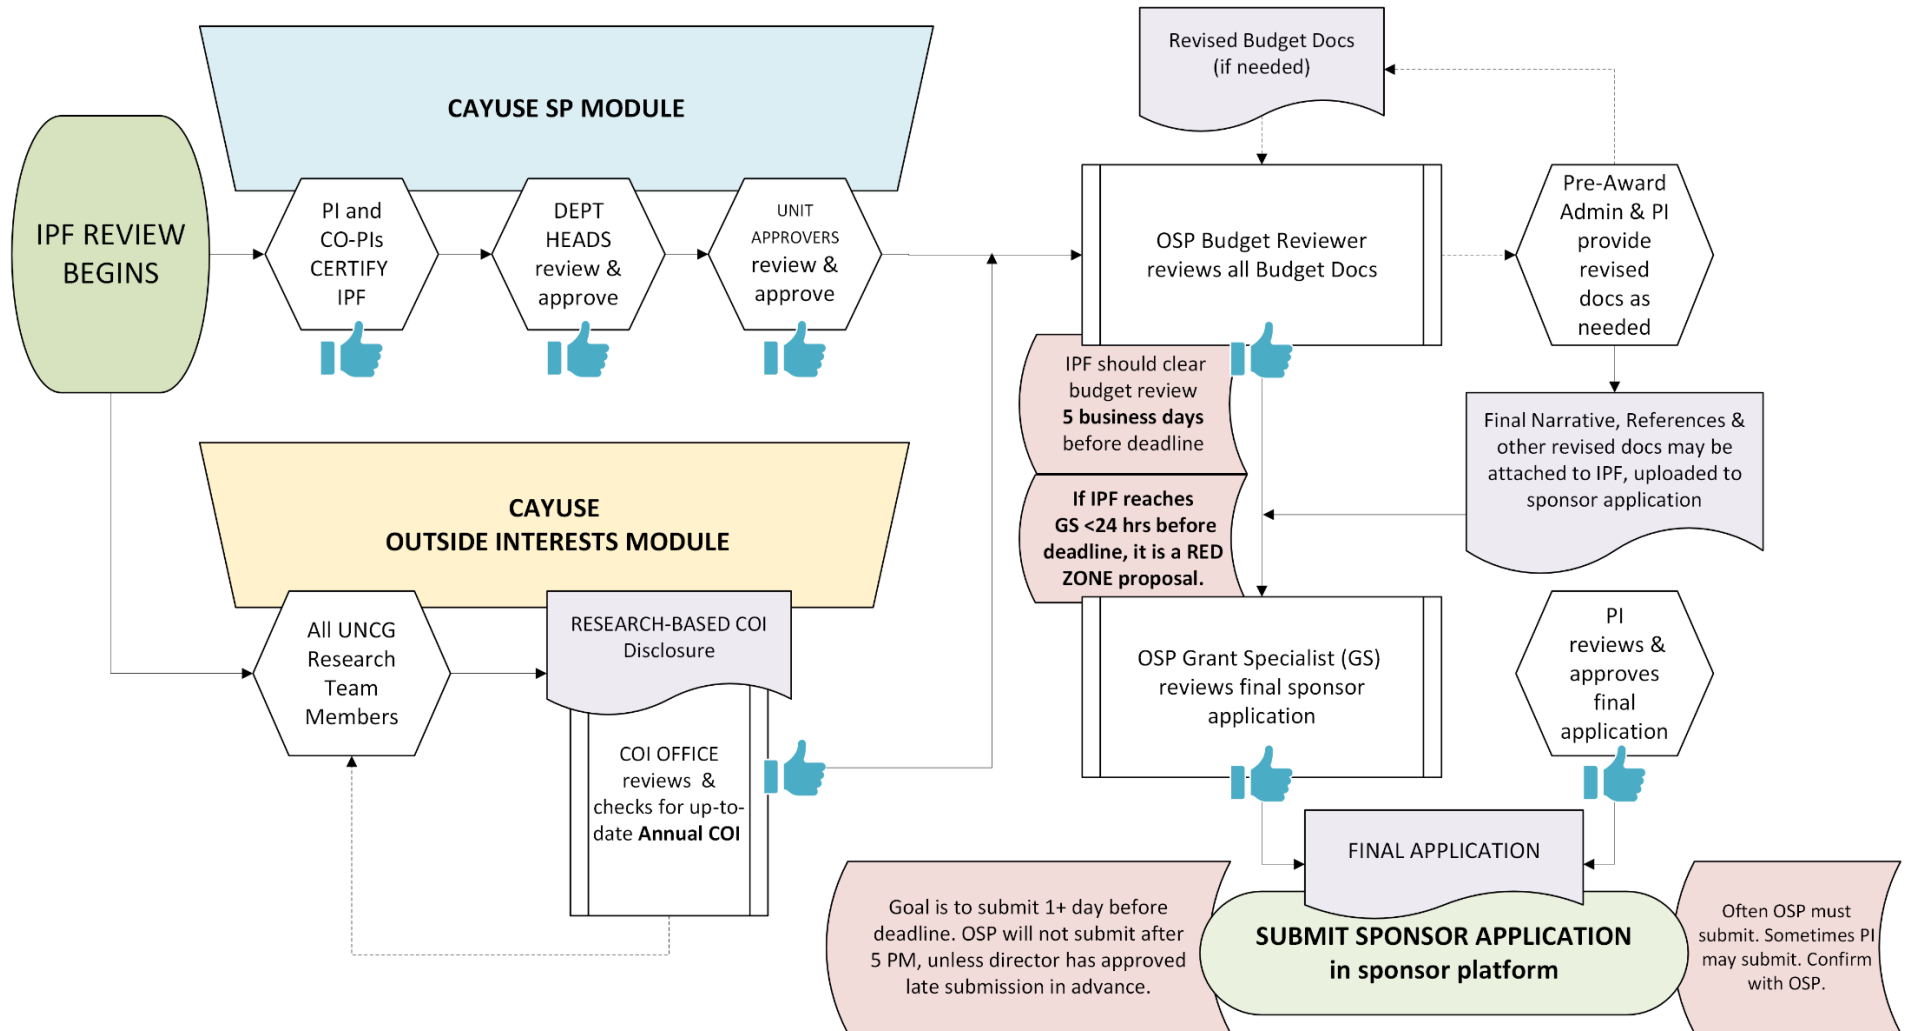 IPF REVIEW
BEGINS
CAYUSE SP MODULE
PI and
CO-PIs
CERTIFY
IPF
DEPT
HEADS
review &
approve
UNIT
APPROVERS
review &
approve
CAYUSE
OUTSIDE INTERESTS MODULE
All UNCG
Research
Team
Members
RESEARCH-BASED COI
Disclosure
COI OFFICE
reviews &
checks for up-to-
date Annual COI
Revised Budget Docs
(if needed)
OSP Budget Reviewer
reviews all Budget Docs
Pre-Award
Admin & PI
provide
revised
docs as
needed
IPF should clear
budget review
5 business days
before deadline
If IPF reaches
GS <24 hrs before
deadline, it is a RED
ZONE proposal.
Final Narrative, References &
other revised docs may be
attached to IPF, uploaded to
sponsor application
OSP Grant Specialist (GS)
reviews final sponsor
application
PI
reviews &
approves
final
application
FINAL APPLICATION
Goal is to submit 1+ day before
deadline. OSP will not submit after
5 PM, unless director has approved
late submission in advance.
SUBMIT SPONSOR APPLICATION
in sponsor platform
Often OSP must
submit. Sometimes PI
may submit. Confirm
with OSP.